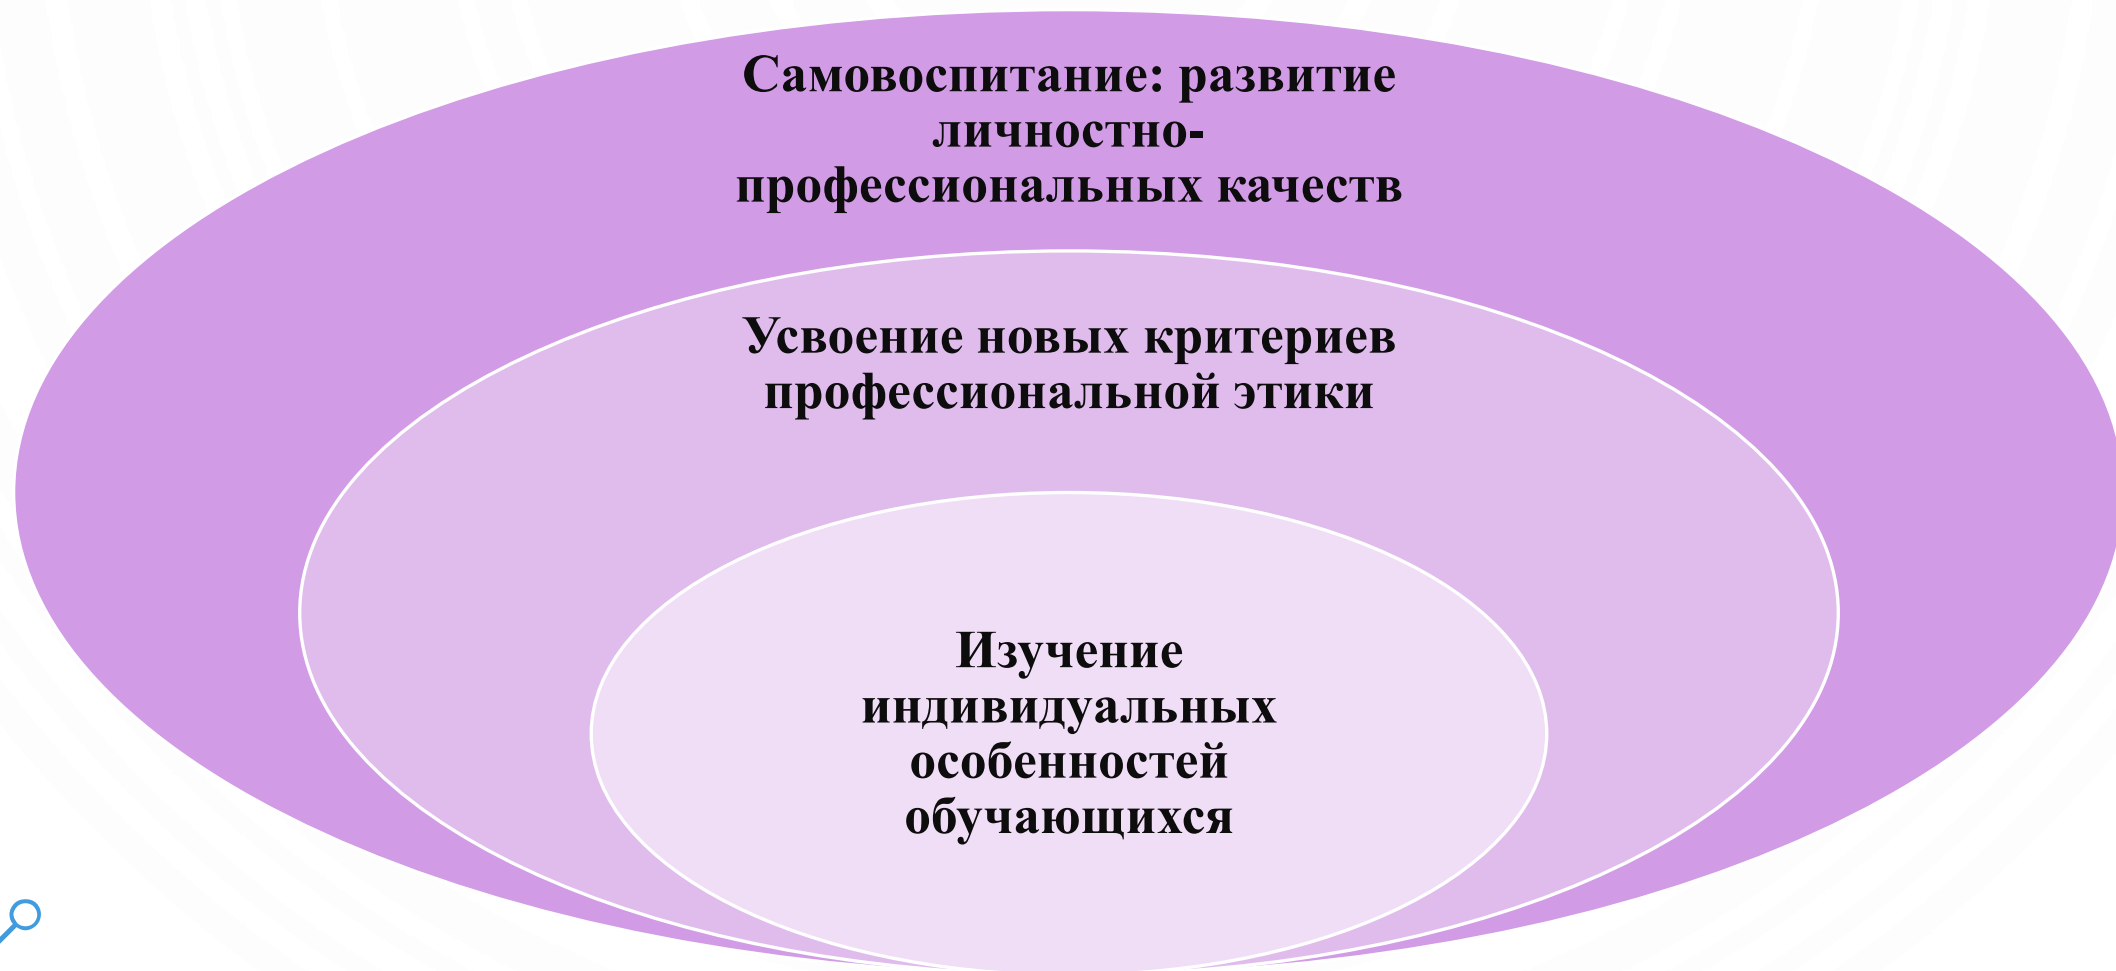 Самовоспитание: развитие
личностно-
профессиональных качеств
Усвоение новых критериев
профессиональной этики
Изучение
индивидуальных
особенностей
обучающихся